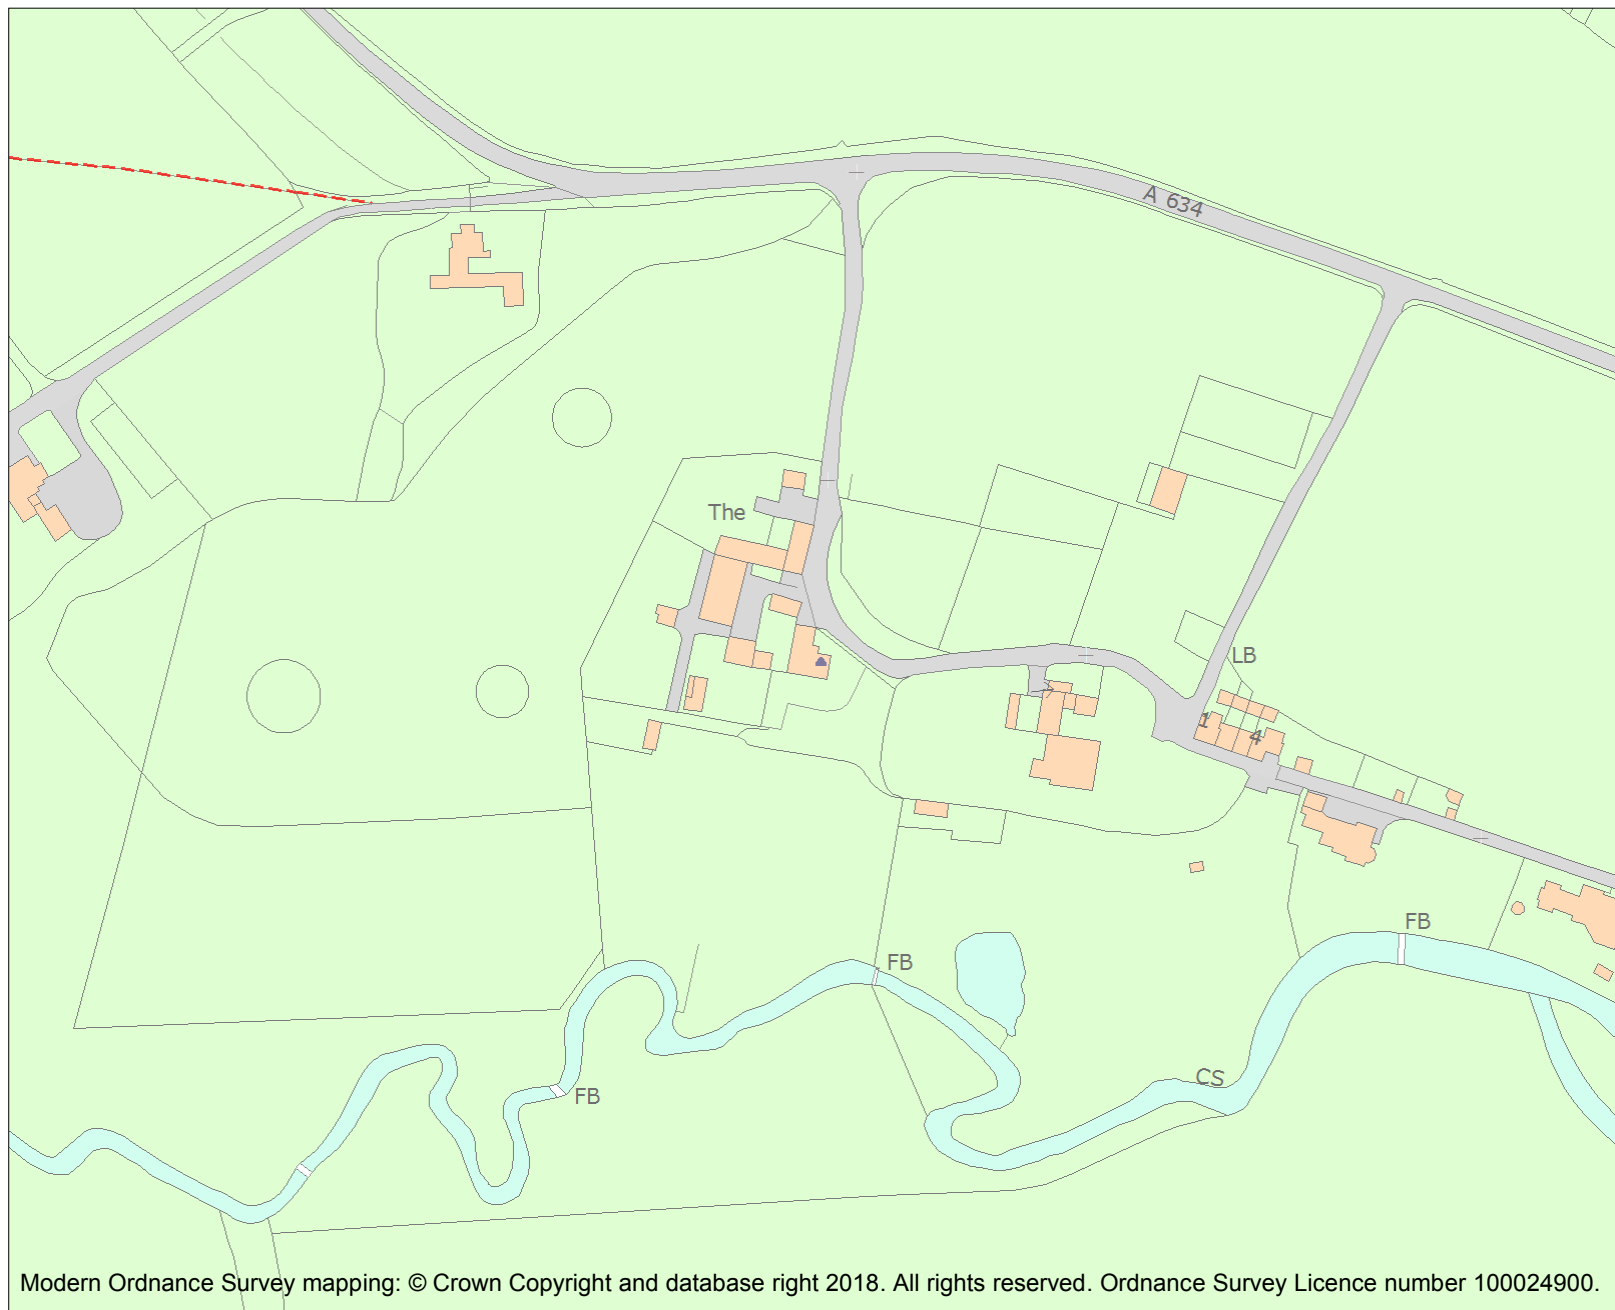 A 634
The
LB
1
4
FB
FB
CS
FB
Modern Ordnance Survey mapping: © Crown Copyright and database right 2018. All rights reserved. Ordnance Survey Licence number 100024900.